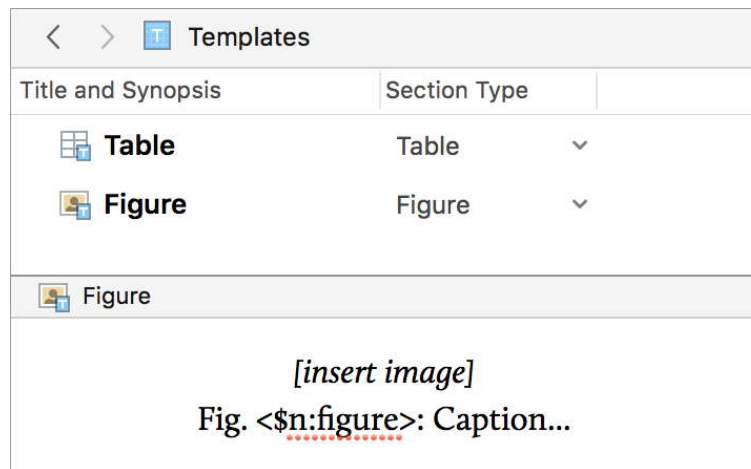 Templates
Title and Synopsis Section Type
Table Table
Figure Figure
Figure
[insert image]
Fig. <$n:figure>: Caption...